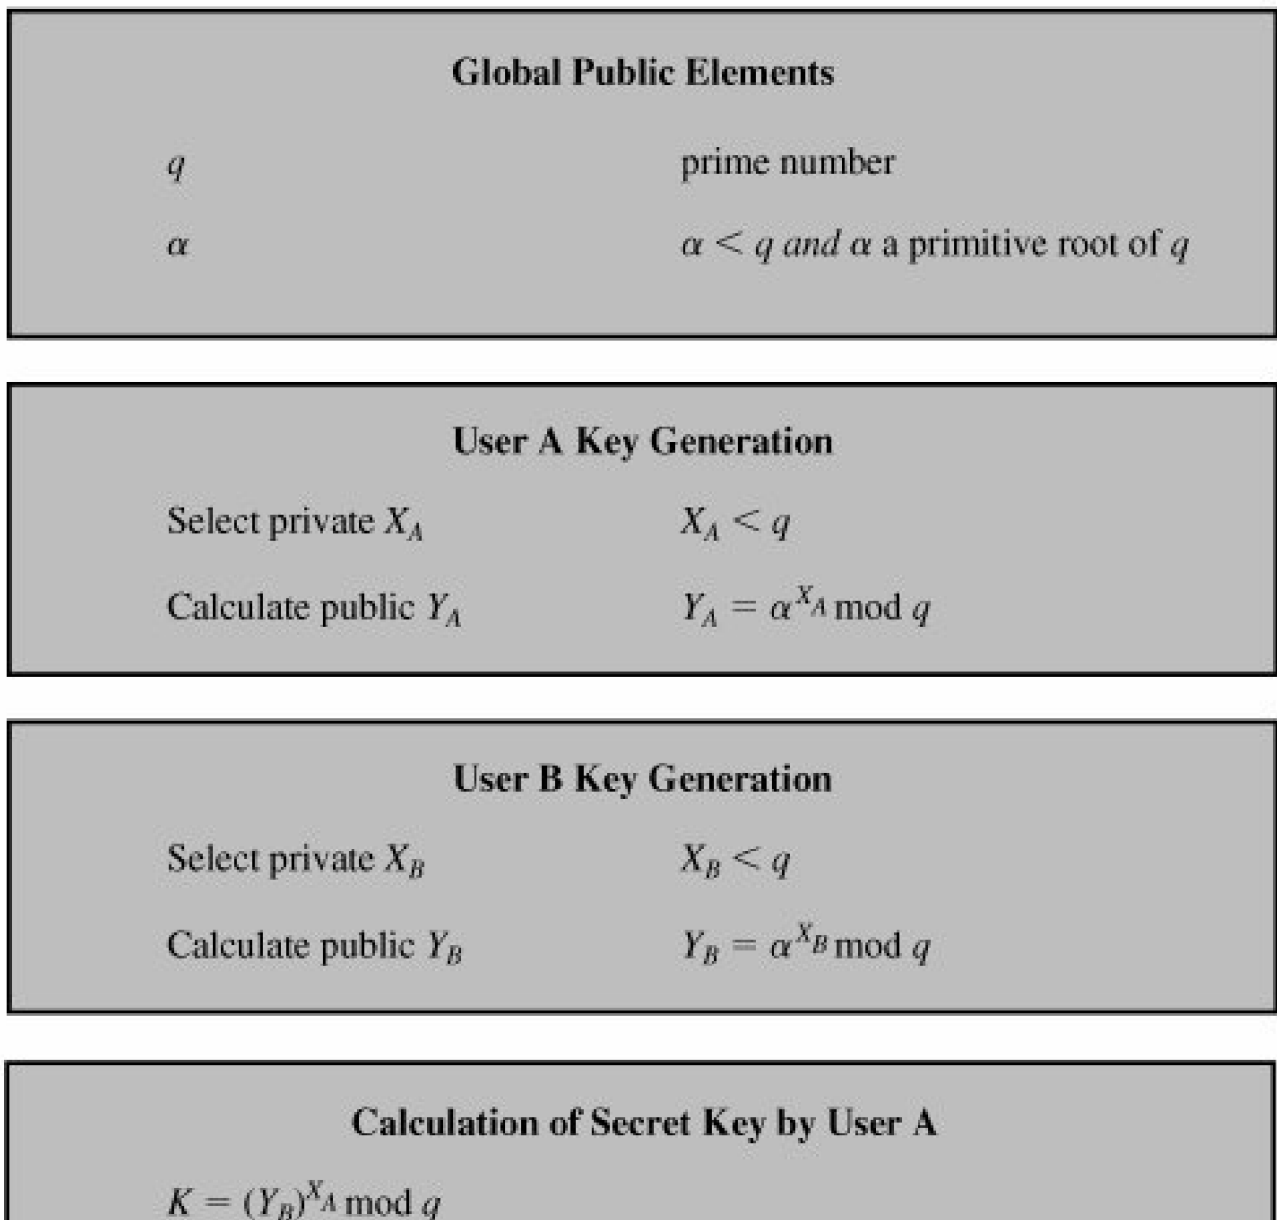 Global Public Elements
q prime number
α α < q and α a primitive root of q
User A Key Generation
Select private X_A X_A < q
Calculate public Y_A Y_A = α^{X_A} mod q
User B Key Generation
Select private X_B X_B < q
Calculate public Y_B Y_B = α^{X_B} mod q
Calculation of Secret Key by User A
K = (Y_B)^{X_A} mod q